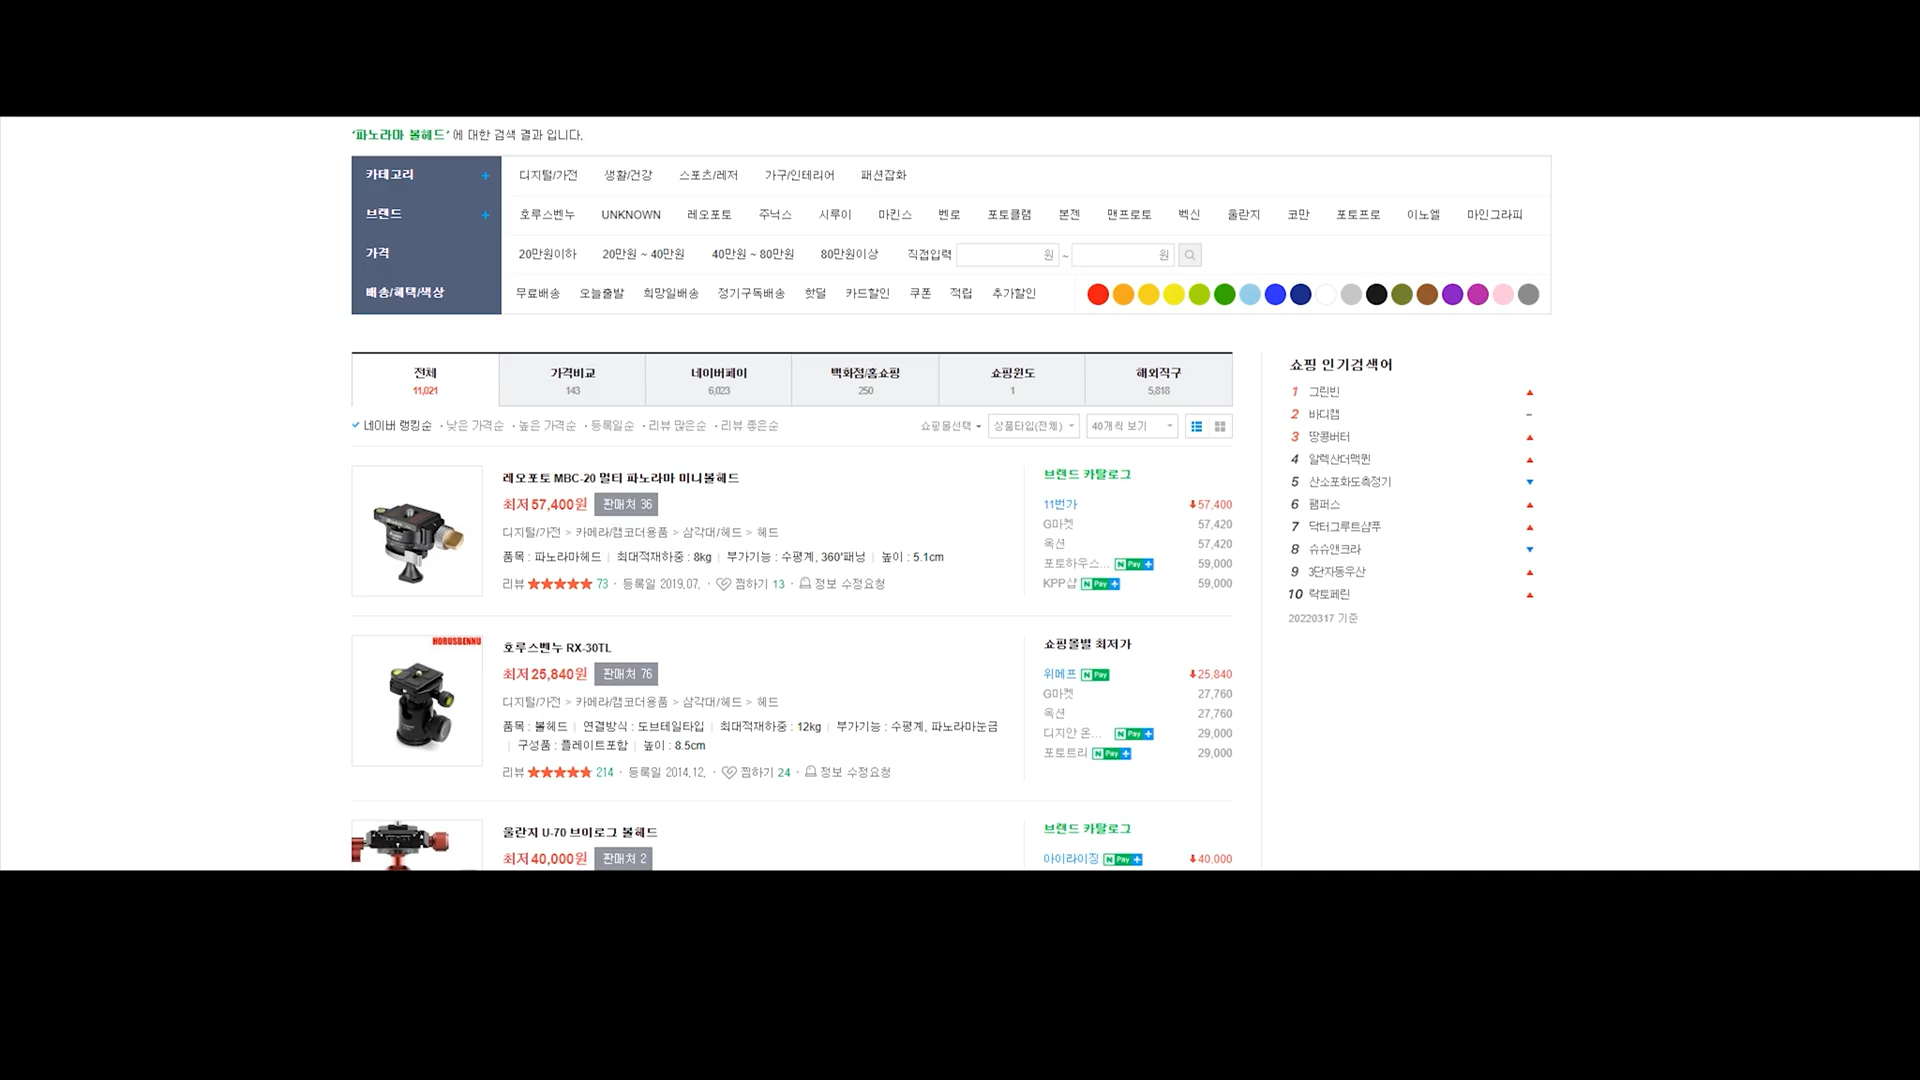 '파노라마 볼헤드' 에 대한 검색 결과 입니다.
카테고리 + 디지털/가전 생활/건강 스포츠/레저 가구/인테리어 패션잡화
브랜드 + 호루스벤누 UNKNOWN 레오포토 주닉스 시루이 마킨스 벤로 포토클램 본젠 맨프로토 벡신 울란지 코만 포토프로 이노엘 마인그라피
가격 20만원이하 20만원 ~ 40만원 40만원 ~ 80만원 80만원이상 직접입력 원 ~ 원
배송/혜택/색상 무료배송 오늘출발 희망일배송 정기구독배송 핫딜 카드할인 쿠폰 적립 추가할인
전체 가격비교 네이버페이 백화점/홈쇼핑 쇼핑윈도 해외직구
11,021 143 6,023 250 1 5,818
네이버 랭킹순 · 낮은 가격순 · 높은 가격순 · 등록일순 · 리뷰 많은순 · 리뷰 좋은순 쇼핑몰선택 상품타입(전체) 40개씩 보기
레오포토 MBC-20 멀티 파노라마 미니볼헤드
최저 57,400원 판매처 36
디지털/가전 > 카메라/캠코더용품 > 삼각대/헤드 > 헤드
품목 : 파노라마헤드 | 최대적재하중 : 8kg | 부가기능 : 수평계, 360˚패닝 | 높이 : 5.1cm
리뷰 ★★★★★ 73 · 등록일 2019.07. · 찜하기 13 · 정보 수정요청
브랜드 카탈로그
11번가 57,400
G마켓 57,420
옥션 57,420
포토하우스... N Pay + 59,000
KPP샵 N Pay + 59,000
HORUSBENNU
호루스벤누 RX-30TL
최저 25,840원 판매처 76
디지털/가전 > 카메라/캠코더용품 > 삼각대/헤드 > 헤드
품목 : 볼헤드 | 연결방식 : 도브테일타입 | 최대적재하중 : 12kg | 부가기능 : 수평계, 파노라마눈금
| 구성품 : 플레이트포함 | 높이 : 8.5cm
리뷰 ★★★★★ 214 · 등록일 2014.12. · 찜하기 24 · 정보 수정요청
쇼핑몰별 최저가
위메프 N Pay 25,840
G마켓 27,760
옥션 27,760
디지안 온... N Pay + 29,000
포토트리 N Pay + 29,000
울란지 U-70 브이로그 볼헤드
최저 40,000원 판매처 2
브랜드 카탈로그
아이라이징 N Pay + 40,000
쇼핑 인기검색어
1 그린빈
2 바디캠
3 땅콩버터
4 알렉산더맥퀸
5 산소포화도측정기
6 팸퍼스
7 닥터그루트샴푸
8 슈슈앤크라
9 3단자동우산
10 락토페린
20220317 기준